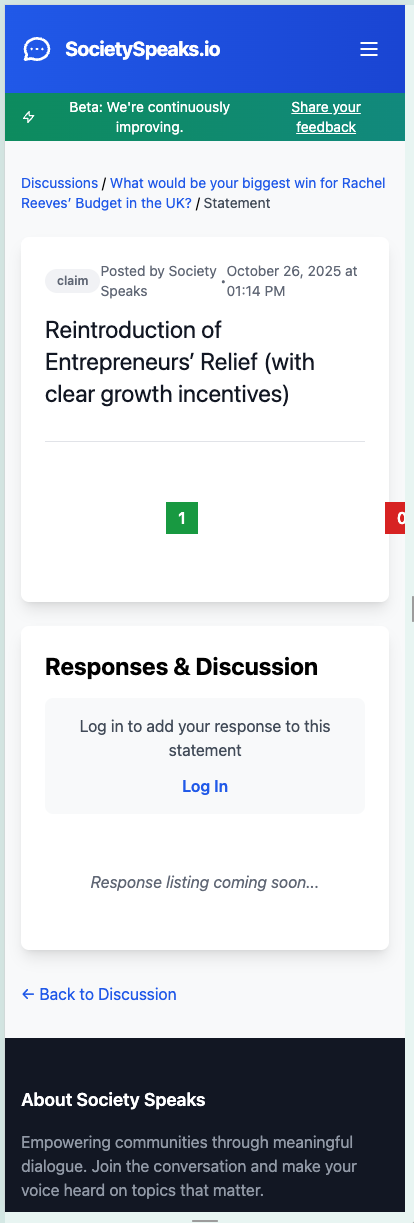 SocietySpeaks.io
Beta: We're continuously
improving.
Share your
feedback
Discussions / What would be your biggest win for Rachel
Reeves’ Budget in the UK? / Statement
claim
Posted by Society
Speaks
•
October 26, 2025 at
01:14 PM
Reintroduction of
Entrepreneurs’ Relief (with
clear growth incentives)
1
0
Responses & Discussion
Log in to add your response to this
statement
Log In
Response listing coming soon...
← Back to Discussion
About Society Speaks
Empowering communities through meaningful
dialogue. Join the conversation and make your
voice heard on topics that matter.